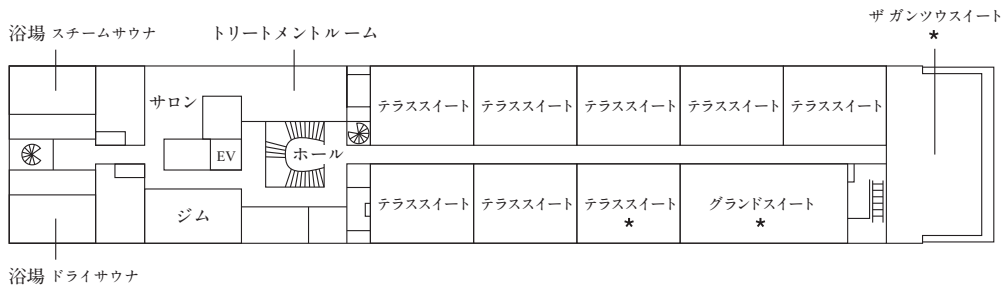 ザ ガンツウスイート
*
浴場 スチームサウナ
トリートメントルーム
サロン
テラススイート
テラススイート
テラススイート
テラススイート
テラススイート
EV
ホール
ジム
テラススイート
テラススイート
テラススイート
*
グランドスイート
*
浴場 ドライサウナ